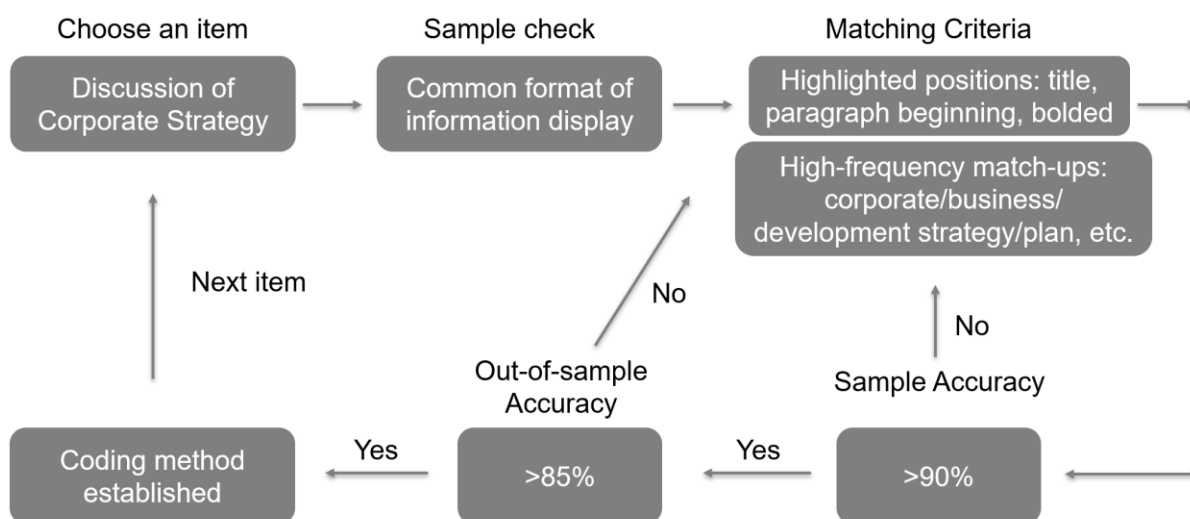 Choose an item
Sample check
Matching Criteria
Discussion of
Corporate Strategy
Common format of
information display
Highlighted positions: title,
paragraph beginning, bolded
High-frequency match-ups:
corporate/business/
development strategy/plan, etc.
Next item
No
No
Out-of-sample
Accuracy
Sample Accuracy
Coding method
established
Yes
>85%
Yes
>90%